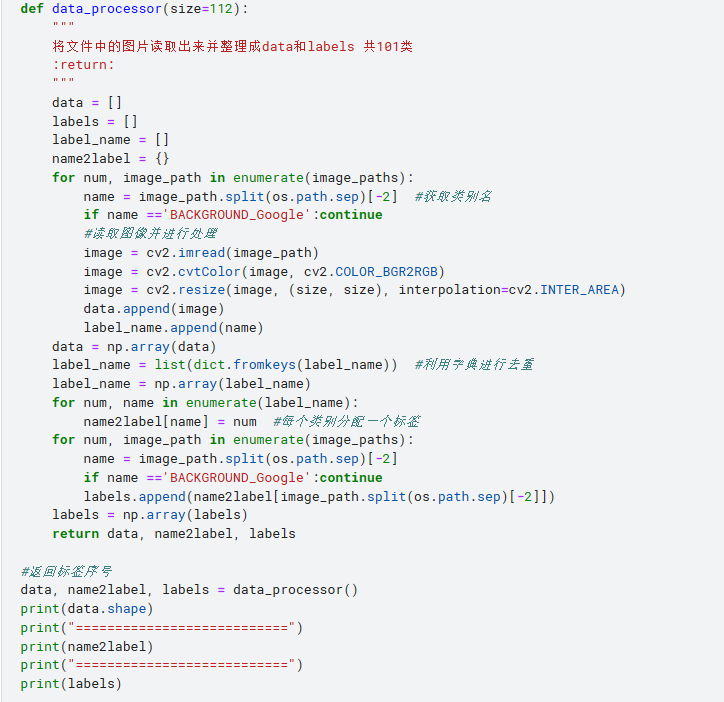 def data_processor(size=112):
    """
    将文件中的图片读取出来并整理成data和labels 共101类
    :return:
    """
    data = []
    labels = []
    label_name = []
    name2label = {}
    for num, image_path in enumerate(image_paths):
        name = image_path.split(os.path.sep)[-2]  #获取类别名
        if name =='BACKGROUND_Google':continue
        #读取图像并进行处理
        image = cv2.imread(image_path)
        image = cv2.cvtColor(image, cv2.COLOR_BGR2RGB)
        image = cv2.resize(image, (size, size), interpolation=cv2.INTER_AREA)
        data.append(image)
        label_name.append(name)
    data = np.array(data)
    label_name = list(dict.fromkeys(label_name))  #利用字典进行去重
    label_name = np.array(label_name)
    for num, name in enumerate(label_name):
        name2label[name] = num  #每个类别分配一个标签
    for num, image_path in enumerate(image_paths):
        name = image_path.split(os.path.sep)[-2]
        if name =='BACKGROUND_Google':continue
        labels.append(name2label[image_path.split(os.path.sep)[-2]])
    labels = np.array(labels)
    return data, name2label, labels

#返回标签序号
data, name2label, labels = data_processor()
print(data.shape)
print("===========================")
print(name2label)
print("===========================")
print(labels)